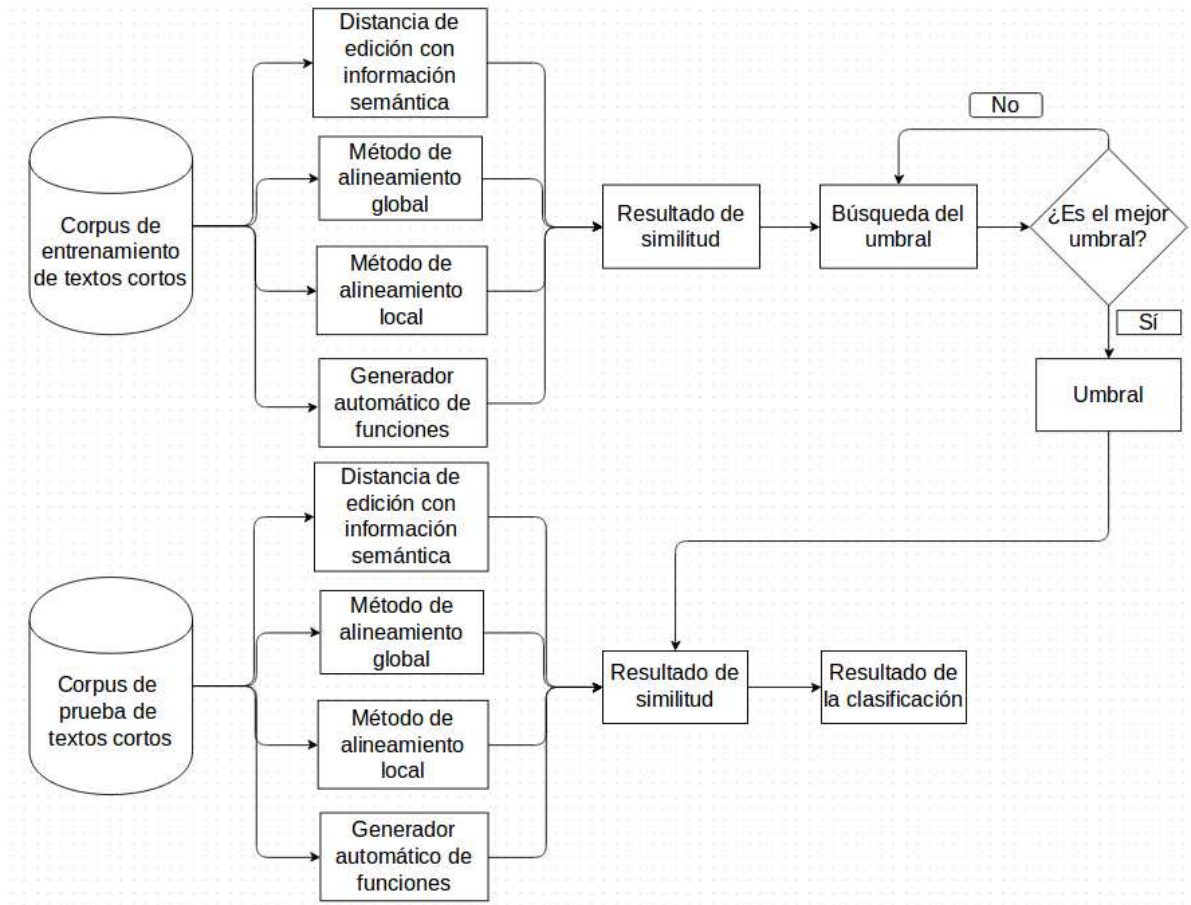 Distancia de
edición con
información
semántica
Método de
alineamiento
global
Método de
alineamiento
local
Generador
automático de
funciones
Corpus de
entrenamiento
de textos cortos
Resultado de
similitud
Búsqueda del
umbral
No
¿Es el mejor
umbral?
Sí
Umbral
Distancia de
edición con
información
semántica
Método de
alineamiento
global
Método de
alineamiento
local
Generador
automático de
funciones
Corpus de
prueba de
textos cortos
Resultado de
similitud
Resultado de
la clasificación